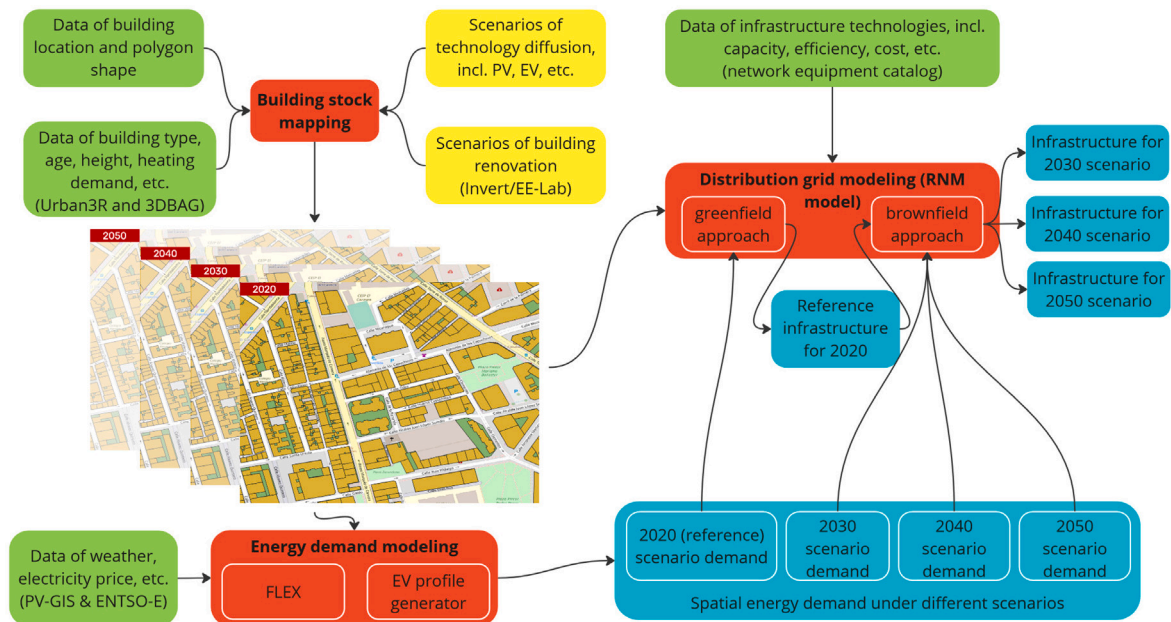 Data of building
location and polygon
shape
Scenarios of
technology diffusion,
incl. PV, EV, etc.
Data of infrastructure technologies, incl.
capacity, efficiency, cost, etc.
(network equipment catalog)
Building stock
mapping
Data of building type,
age, height, heating
demand, etc.
(Urban3R and 3DBAG)
Scenarios of building
renovation
(Invert/EE-Lab)
Distribution grid modeling (RNM
model)
greenfield
approach
brownfield
approach
Infrastructure for
2030 scenario
Infrastructure for
2040 scenario
Infrastructure for
2050 scenario
Reference
infrastructure
for 2020
2050
2040
2030
2020
Data of weather,
electricity price, etc.
(PV-GIS & ENTSO-E)
Energy demand modeling
FLEX
EV profile
generator
2020 (reference)
scenario demand
2030
scenario
demand
2040
scenario
demand
2050
scenario
demand
Spatial energy demand under different scenarios